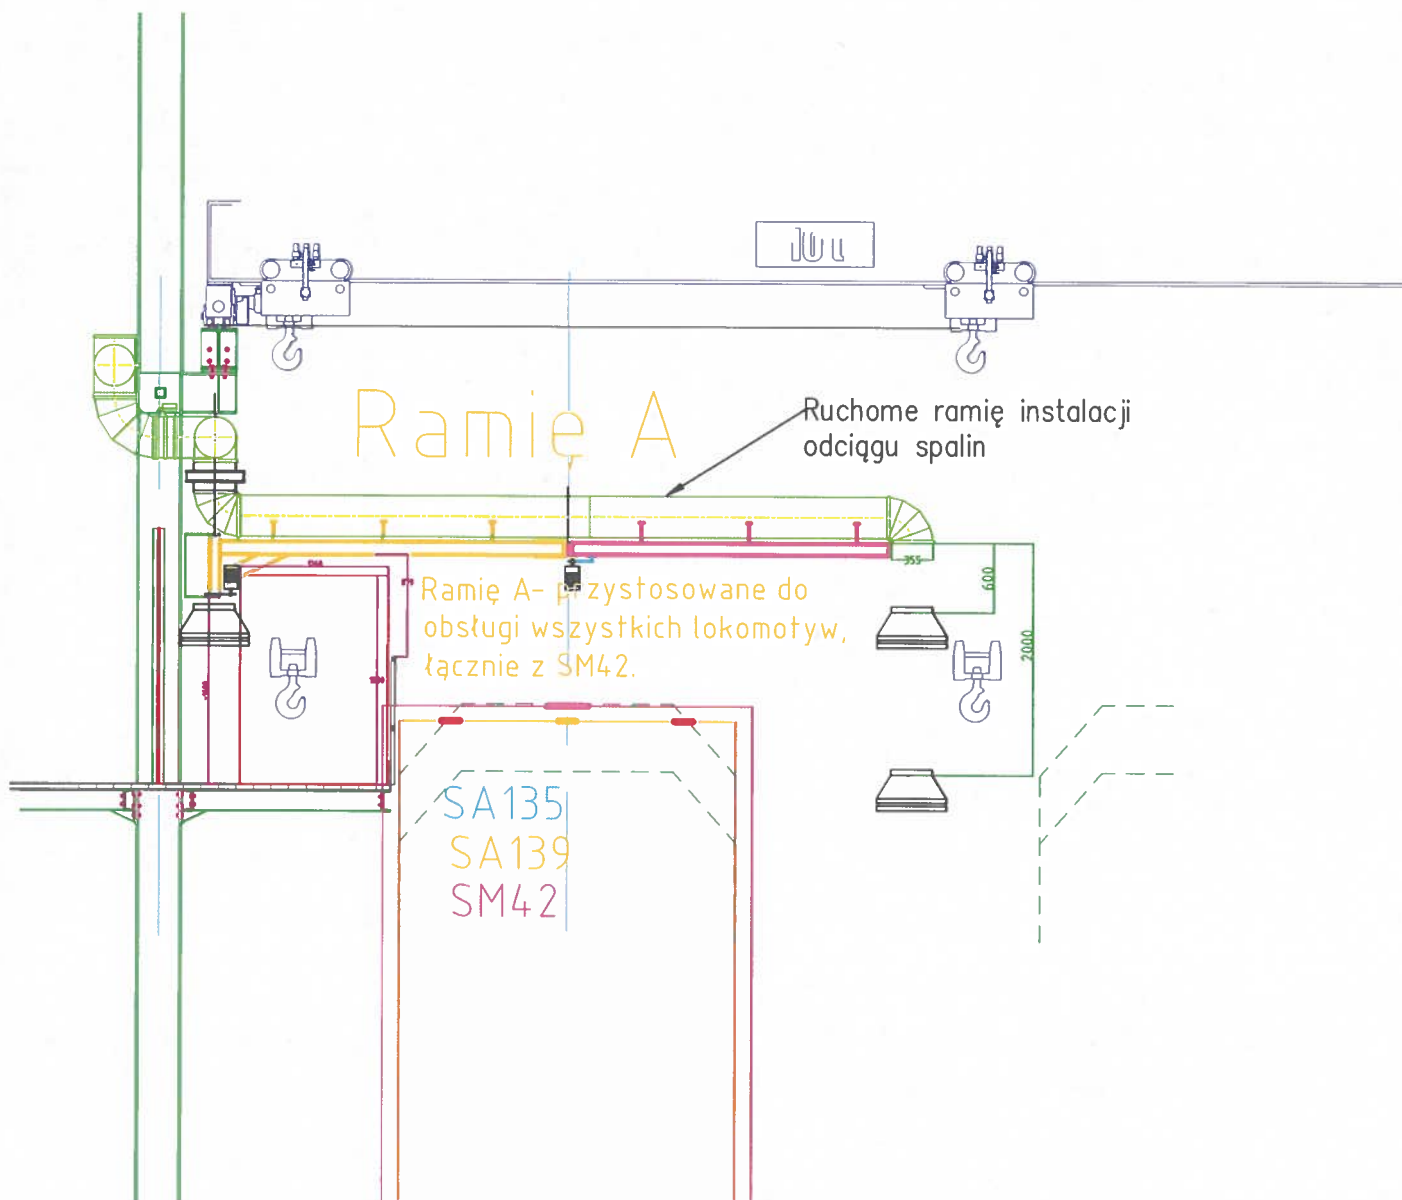 Ramię A
Ruchome ramię instalacji
odciągu spalin
355
600
Ramię A- przystosowane do
obsługi wszystkich lokomotyw,
łącznie z SM42.
2000
SA135
SA139
SM42